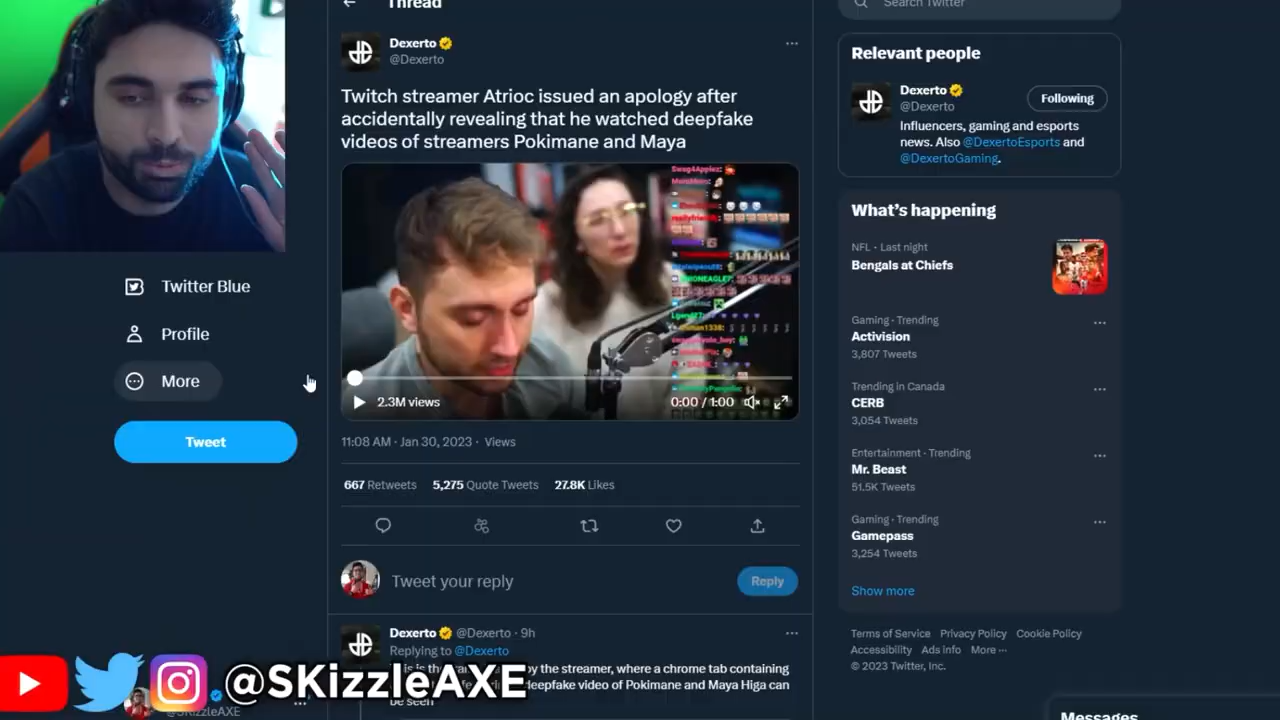 Thread
Search Twitter
Dexerto
@Dexerto
Twitch streamer Atrioc issued an apology after
accidentally revealing that he watched deepfake
videos of streamers Pokimane and Maya
2.3M views
0:00 / 1:00
11:08 AM · Jan 30, 2023 · Views
667 Retweets 5,275 Quote Tweets 27.8K Likes
Tweet your reply
Reply
Dexerto @Dexerto · 9h
Replying to @Dexerto
by the streamer, where a chrome tab containing
deepfake video of Pokimane and Maya Higa can
be seen
Twitter Blue
Profile
More
Tweet
Relevant people
Dexerto
@Dexerto
Following
Influencers, gaming and esports
news. Also @DexertoEsports and
@DexertoGaming.
What's happening
NFL · Last night
Bengals at Chiefs
Gaming · Trending
Activision
3,807 Tweets
Trending in Canada
CERB
3,054 Tweets
Entertainment · Trending
Mr. Beast
51.5K Tweets
Gaming · Trending
Gamepass
3,254 Tweets
Show more
Terms of Service Privacy Policy Cookie Policy
Accessibility Ads info More ···
© 2023 Twitter, Inc.
Messages
@SKizzleAXE
@SKizzleAXE